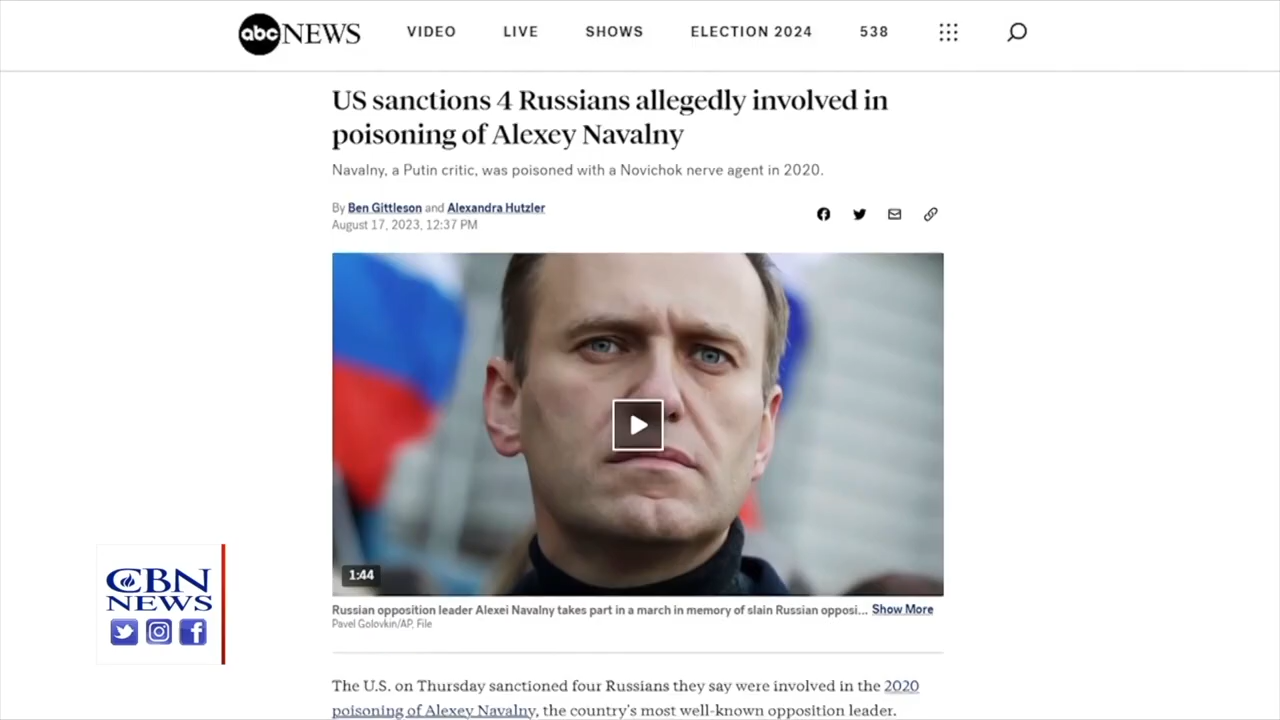 abc NEWS VIDEO LIVE SHOWS ELECTION 2024 538
US sanctions 4 Russians allegedly involved in
poisoning of Alexey Navalny
Navalny, a Putin critic, was poisoned with a Novichok nerve agent in 2020.
By Ben Gittleson and Alexandra Hutzler
August 17, 2023, 12:37 PM
1:44
Russian opposition leader Alexei Navalny takes part in a march in memory of slain Russian opposi... Show More
Pavel Golovkin/AP, File
CBN
NEWS
The U.S. on Thursday sanctioned four Russians they say were involved in the 2020
poisoning of Alexey Navalny, the country's most well-known opposition leader.